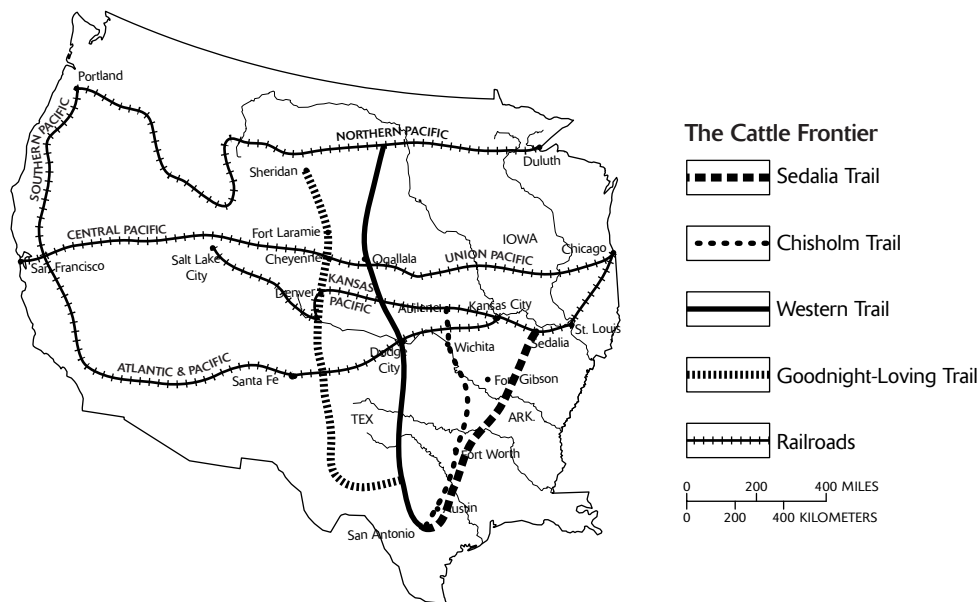 Portland
SOUTHERN PACIFIC
NORTHERN PACIFIC
Duluth
Sheridan
CENTRAL PACIFIC
Fort Laramie
IOWA
Chicago
San Francisco
Salt Lake
City
Cheyenne
Ogallala
UNION PACIFIC
Denver
KANSAS
PACIFIC
Abilene
Kansas City
St. Louis
Sedalia
Dodge
City
Wichita
ATLANTIC & PACIFIC
Santa Fe
Fort Gibson
TEX
ARK.
Fort Worth
Austin
San Antonio
The Cattle Frontier
Sedalia Trail
Chisholm Trail
Western Trail
Goodnight-Loving Trail
Railroads
0 200 400 MILES
0 200 400 KILOMETERS